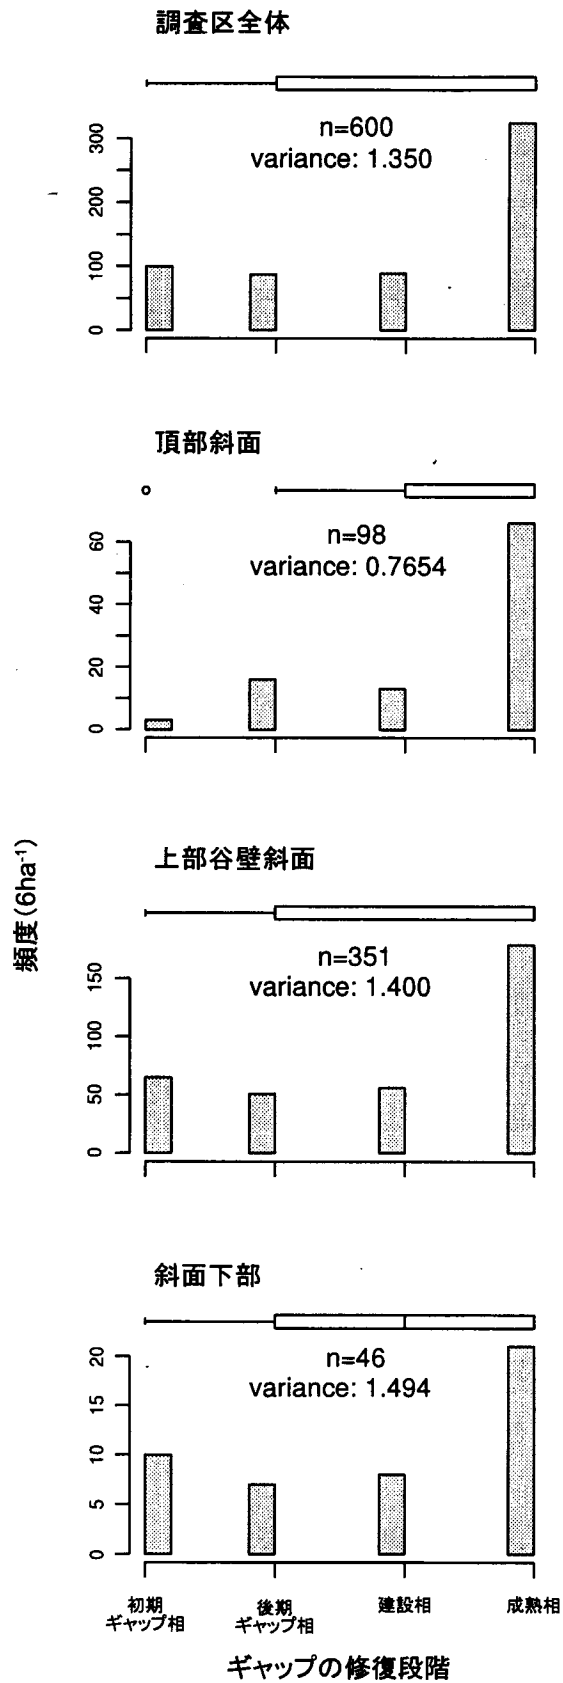 調査区全体
n=600
variance: 1.350
300
200
100
0
頂部斜面
n=98
variance: 0.7654
60
40
20
0
頻度(6ha-1)
上部谷壁斜面
n=351
variance: 1.400
150
100
50
0
斜面下部
n=46
variance: 1.494
20
15
10
5
0
初期
ギャップ相
後期
ギャップ相
建設相
成熟相
ギャップの修復段階